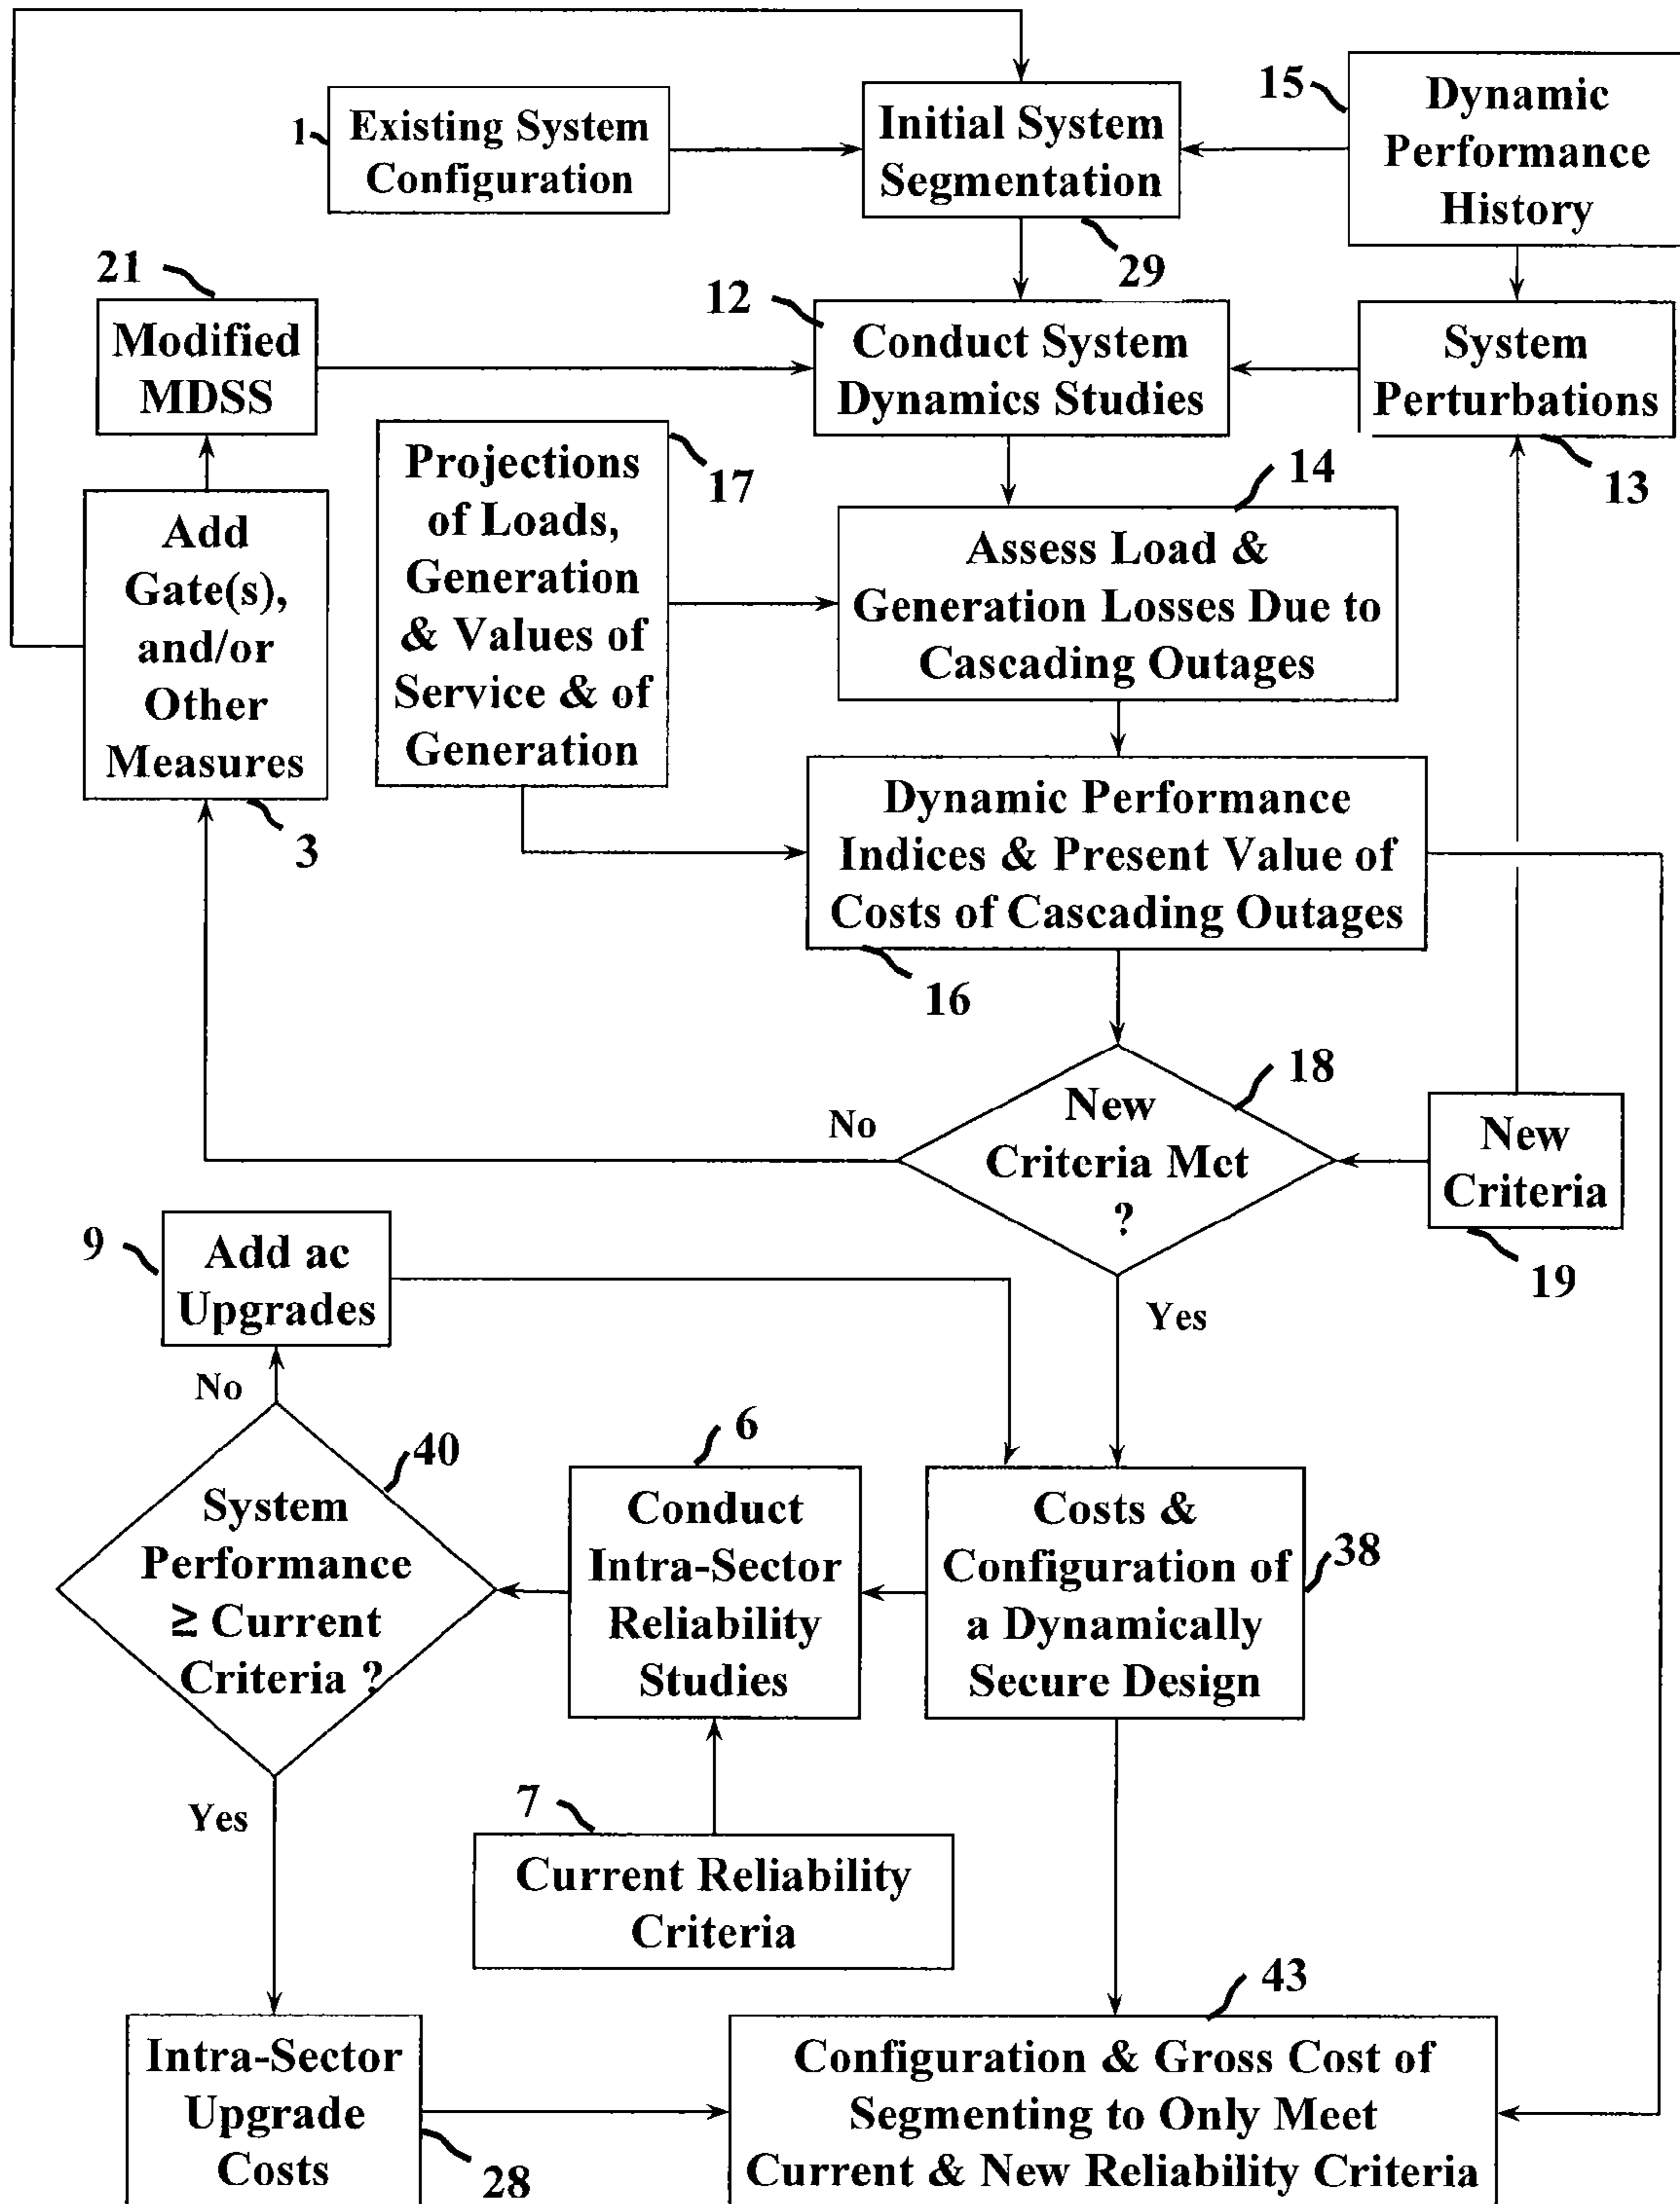 15
Dynamic
Performance
History
1
Existing System
Configuration
Initial System
Segmentation
29
21
Modified
MDSS
12
Conduct System
Dynamics Studies
System
Perturbations
13
Projections
of Loads,
Generation
& Values of
Service & of
Generation
17
14
Assess Load &
Generation Losses Due to
Cascading Outages
Add
Gate(s),
and/or
Other
Measures
3
Dynamic Performance
Indices & Present Value of
Costs of Cascading Outages
16
18
New
Criteria Met
?
No
Yes
New
Criteria
19
9
Add ac
Upgrades
No
40
System
Performance
≥ Current
Criteria ?
Yes
6
Conduct
Intra-Sector
Reliability
Studies
Costs &
Configuration of
a Dynamically
Secure Design
38
7
Current Reliability
Criteria
Intra-Sector
Upgrade
Costs
28
43
Configuration & Gross Cost of
Segmenting to Only Meet
Current & New Reliability Criteria